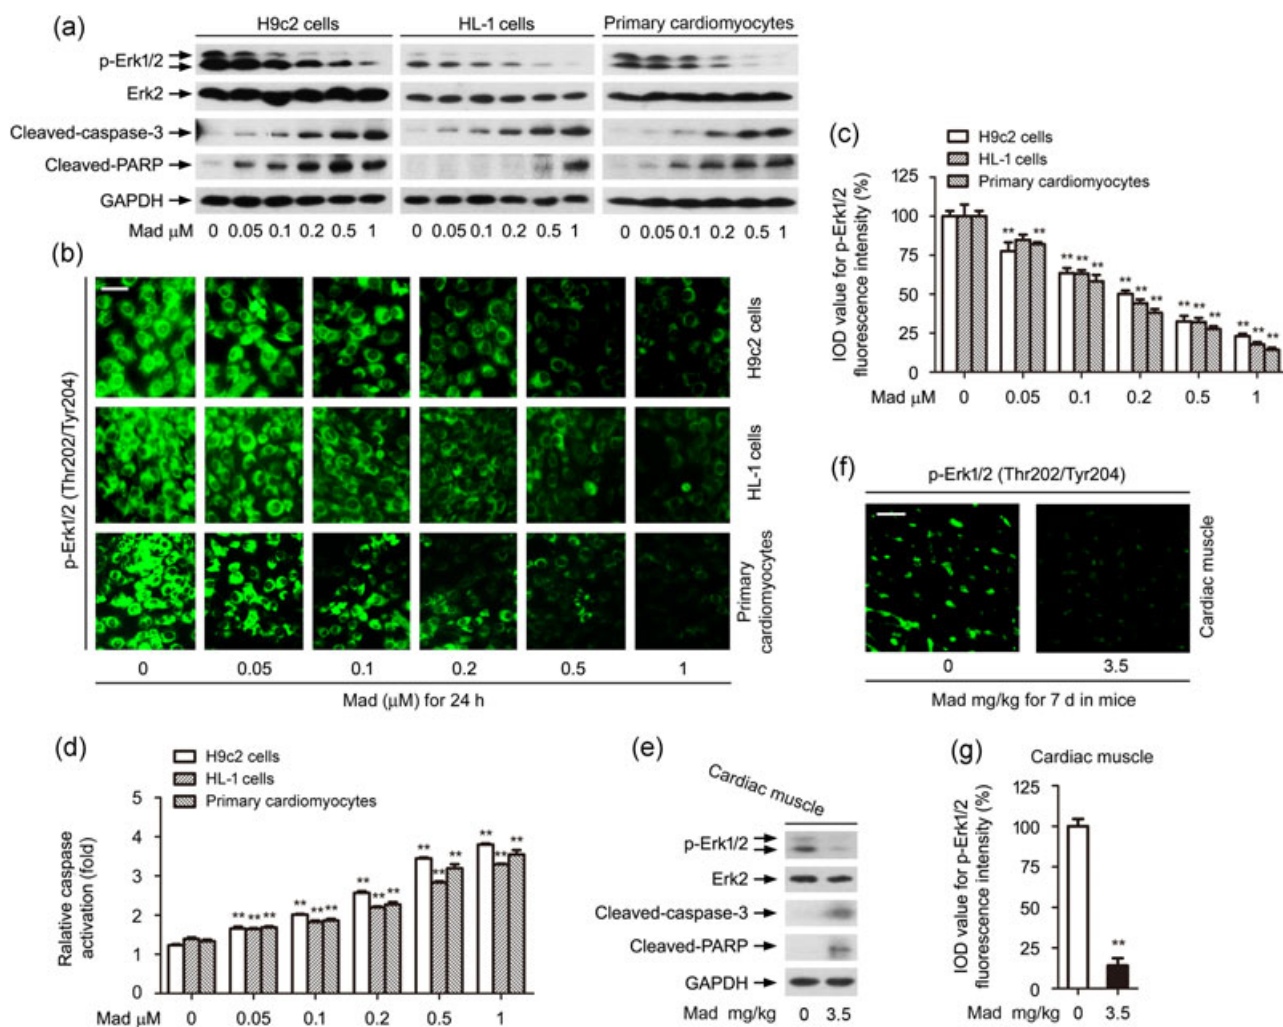 (a)
H9c2 cells HL-1 cells Primary cardiomyocytes
p-Erk1/2
Erk2
Cleaved-caspase-3
Cleaved-PARP
GAPDH
Mad μM 0 0.05 0.1 0.2 0.5 1 0 0.05 0.1 0.2 0.5 1 0 0.05 0.1 0.2 0.5 1
(b)
p-Erk1/2 (Thr202/Tyr204)
H9c2 cells
HL-1 cells
Primary
cardiomyocytes
0 0.05 0.1 0.2 0.5 1
Mad (μM) for 24 h
(c)
H9c2 cells
HL-1 cells
Primary cardiomyocytes
IOD value for p-Erk1/2
fluorescence intensity (%)
125
100
75
50
25
0
** **
** ** **
** ** **
** ** **
** ** **
Mad μM 0 0.05 0.1 0.2 0.5 1
(f)
p-Erk1/2 (Thr202/Tyr204)
Cardiac muscle
0 3.5
Mad mg/kg for 7 d in mice
(d)
H9c2 cells
HL-1 cells
Primary cardiomyocytes
Ralative caspase
activation (fold)
5
4
3
2
1
0
** ** **
** ** **
** ** **
** ** **
** ** **
Mad μM 0 0.05 0.1 0.2 0.5 1
(e)
Cardiac muscle
p-Erk1/2
Erk2
Cleaved-caspase-3
Cleaved-PARP
GAPDH
Mad mg/kg 0 3.5
(g)
Cardiac muscle
IOD value for p-Erk1/2
fluorescence intensity (%)
125
100
75
50
25
0
**
Mad mg/kg 0 3.5